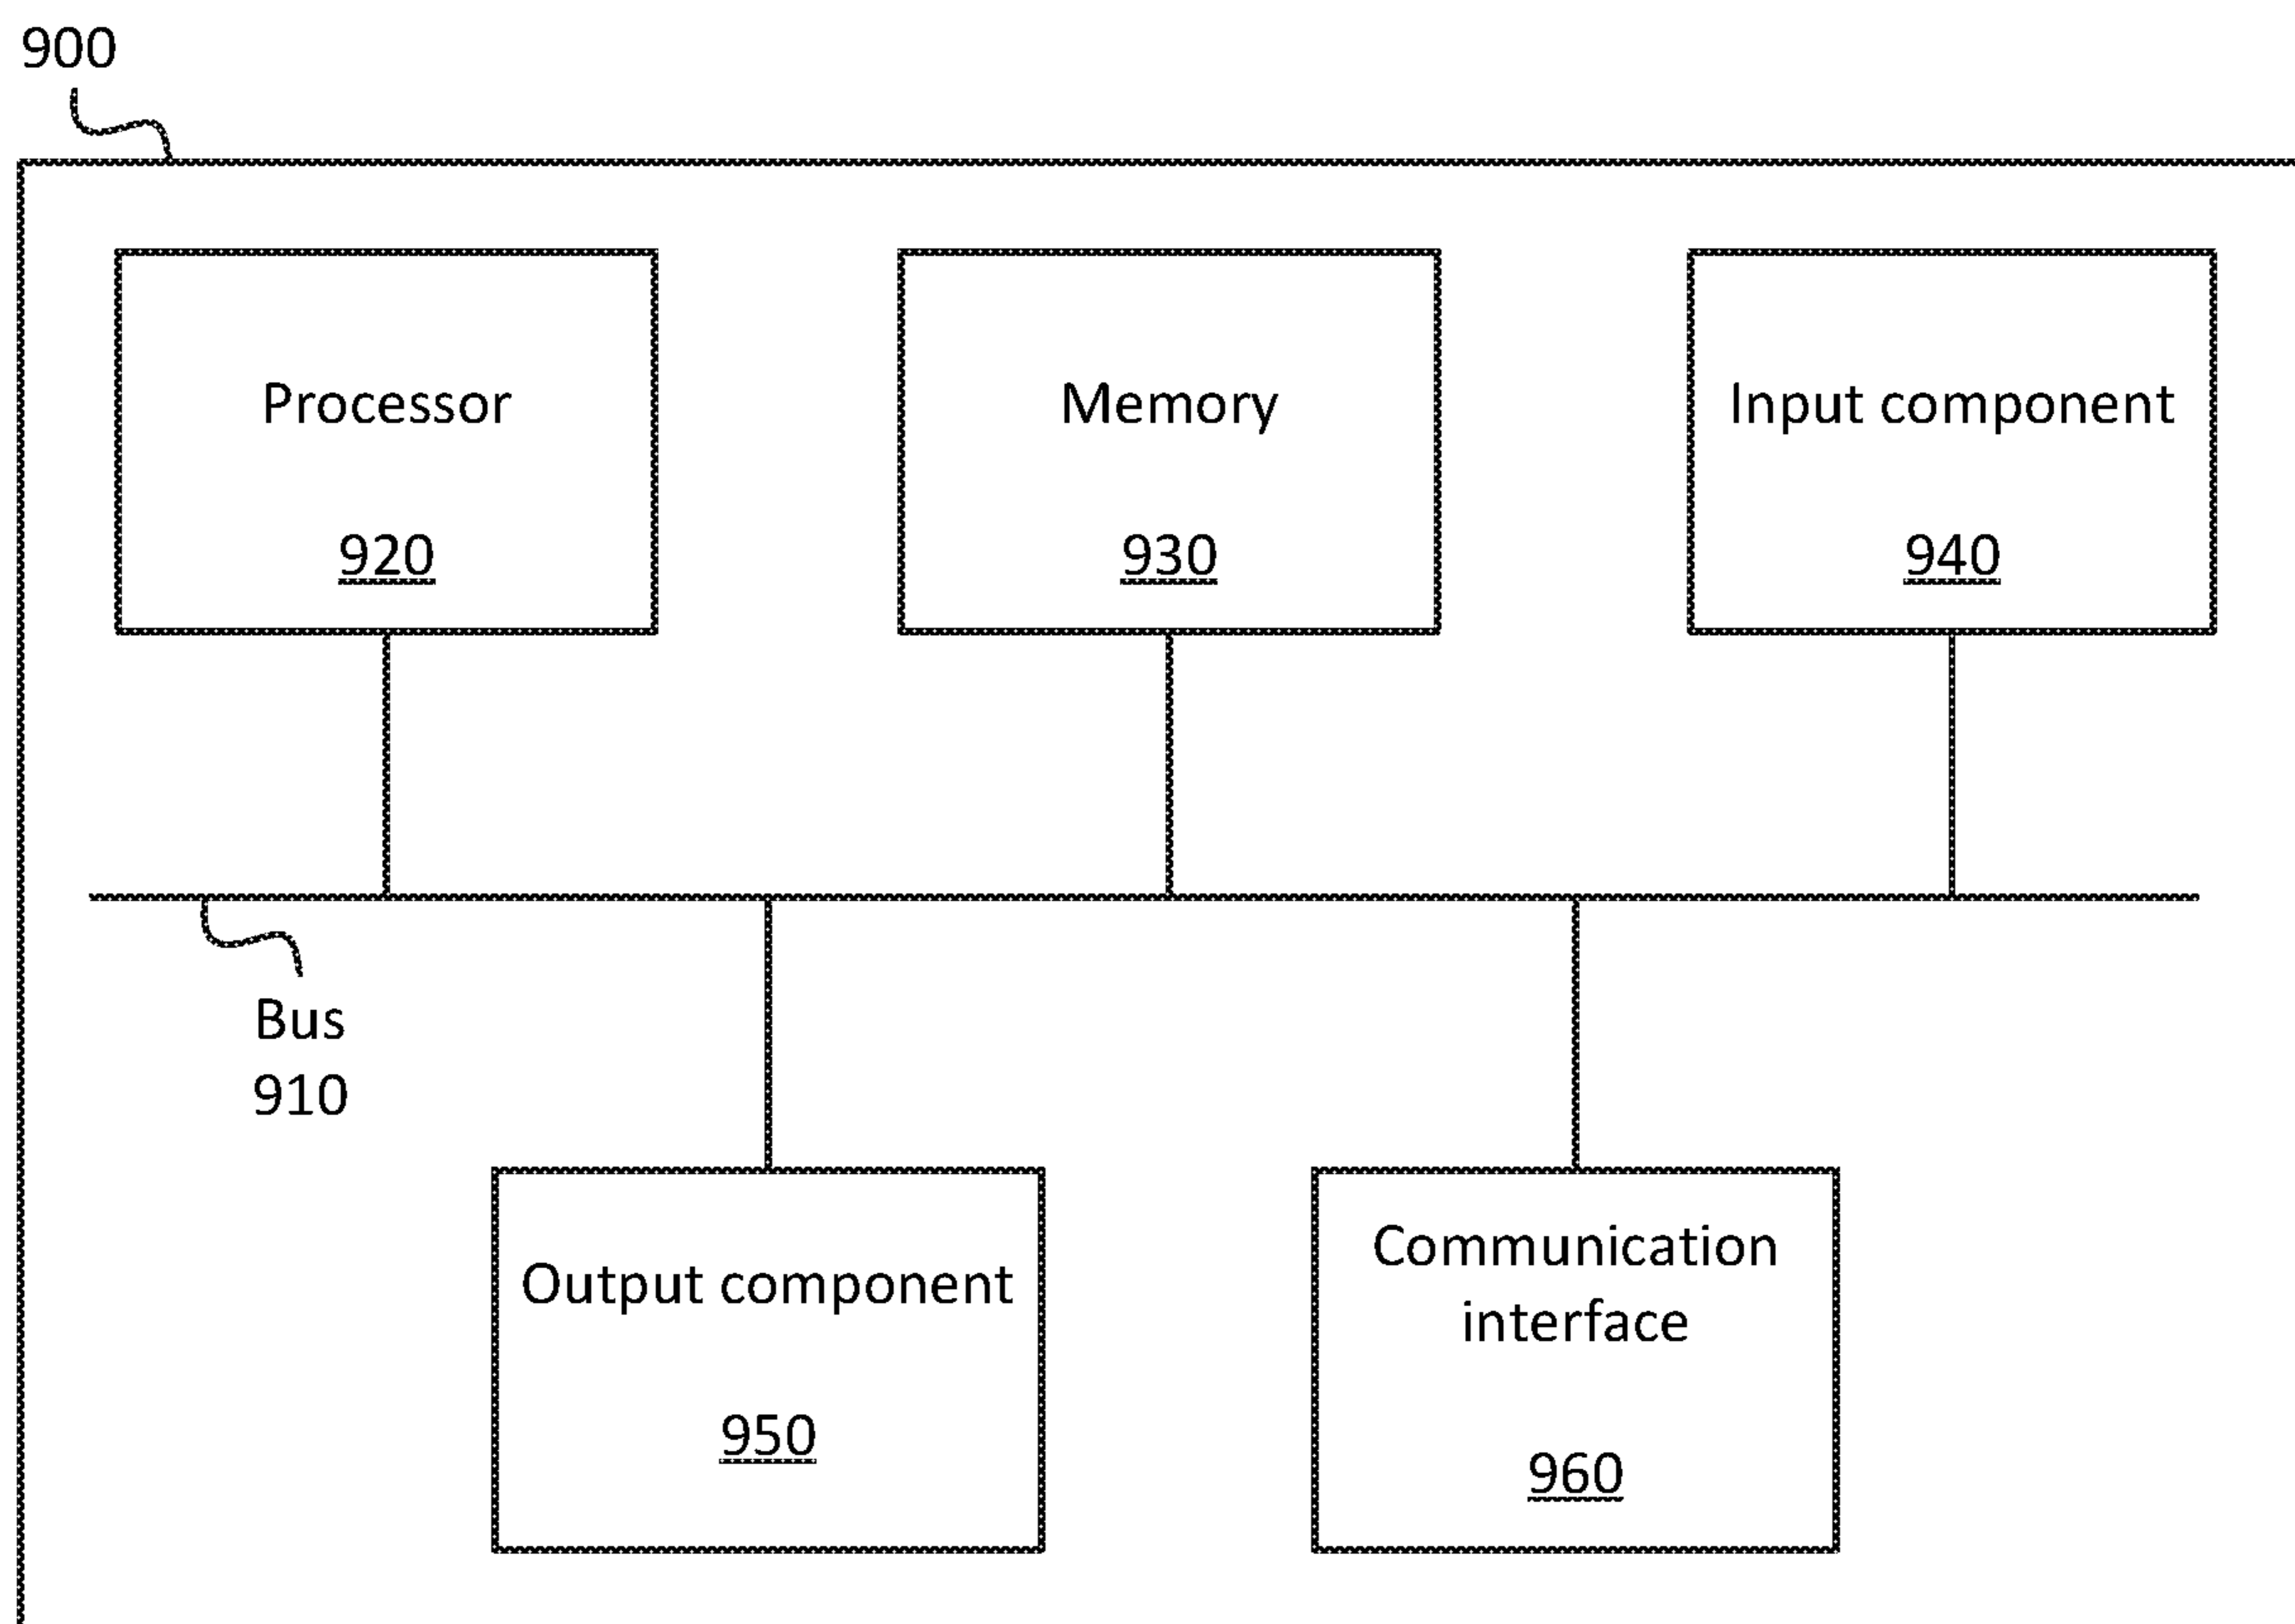 900
Processor
920
Memory
930
Input component
940
Bus
910
Output component
950
Communication
interface
960